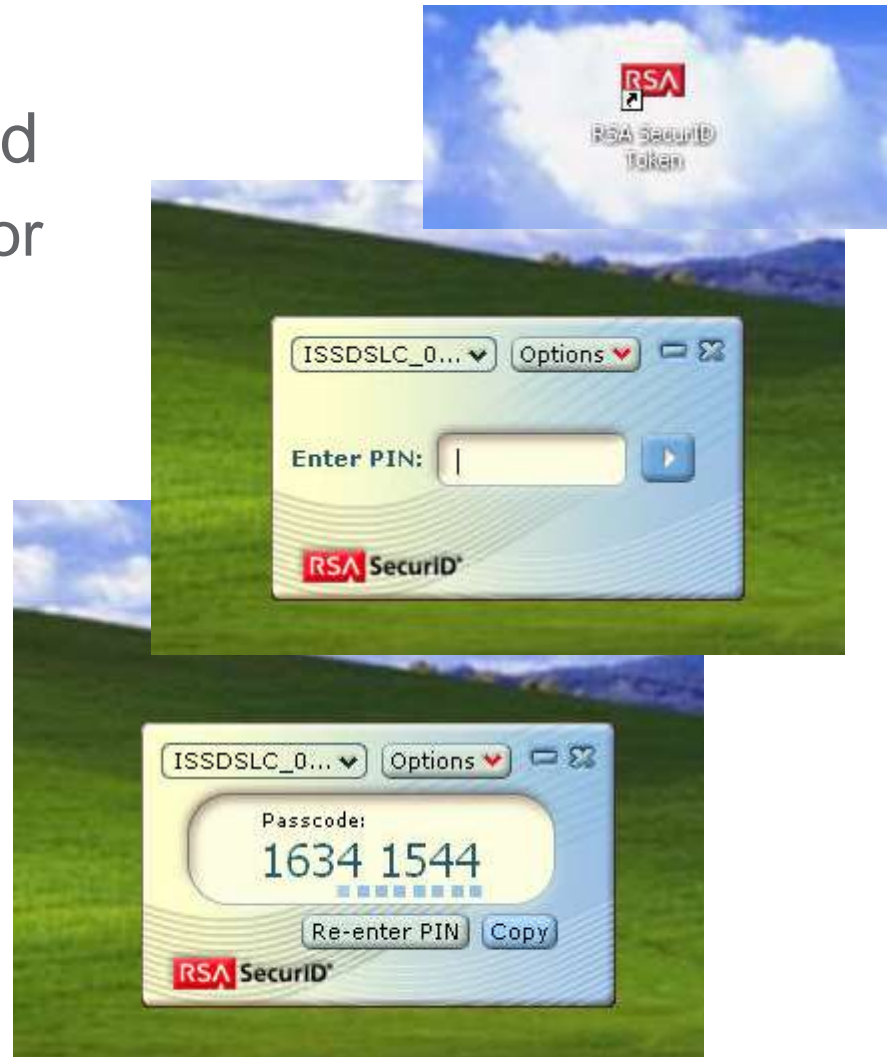 d
or
RSA
RSA SecurID
Token
ISSDSLC_0... Options
Enter PIN:
RSA SecurID®
ISSDSLC_0... Options
Passcode:
1634 1544
Re-enter PIN Copy
RSA SecurID®